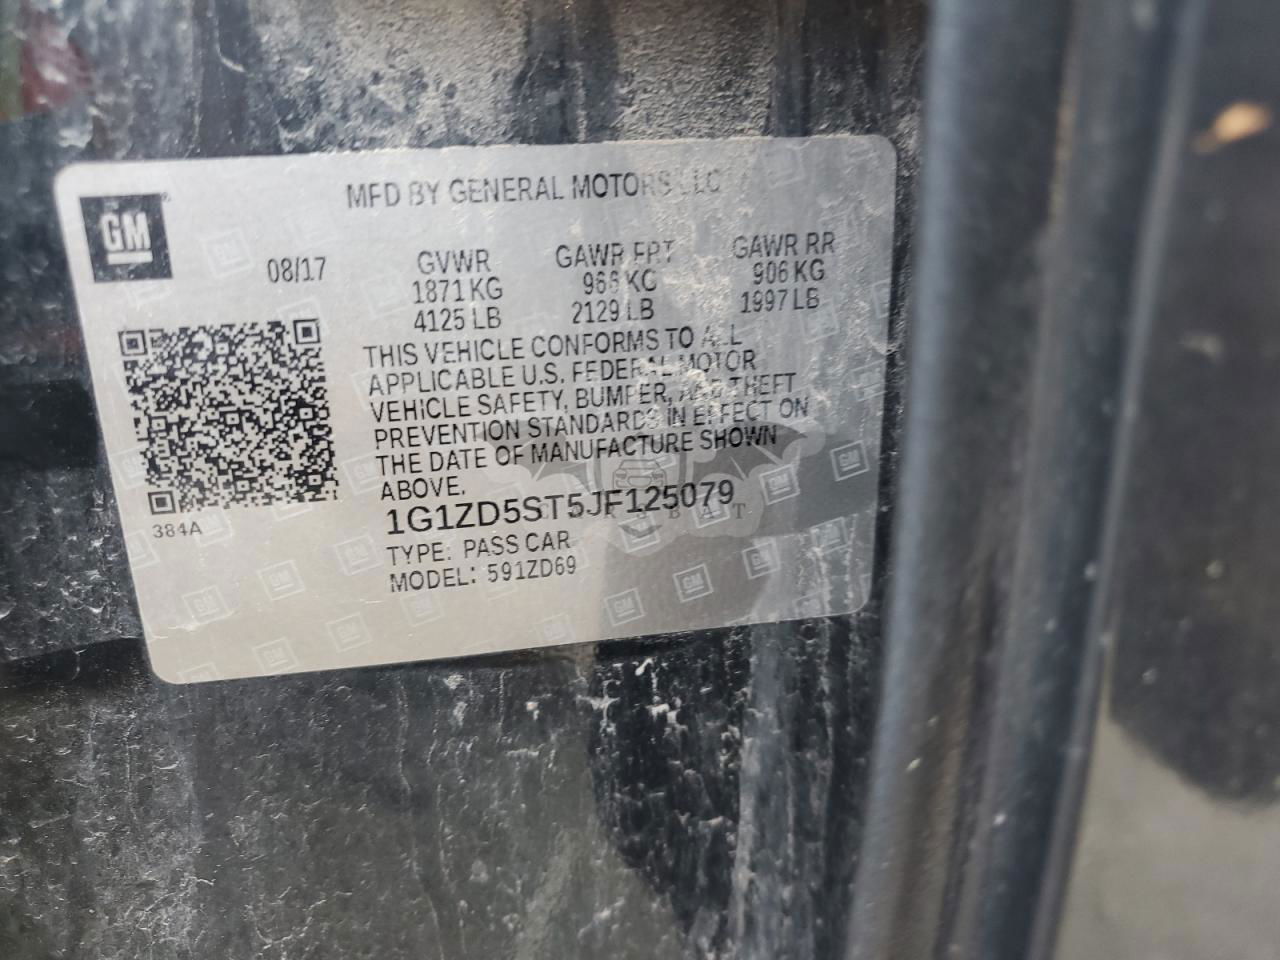 MFD BY GENERAL MOTORS LLC
GM
08/17
GVWR GAWR FRT GAWR RR
1871 KG 966 KG 906 KG
4125 LB 2129 LB 1997 LB
THIS VEHICLE CONFORMS TO ALL
APPLICABLE U.S. FEDERAL MOTOR
VEHICLE SAFETY, BUMPER, AND THEFT
PREVENTION STANDARDS IN EFFECT ON
THE DATE OF MANUFACTURE SHOWN
ABOVE.
1G1ZD5ST5JF125079
384A
TYPE: PASS CAR
MODEL: 591ZD69